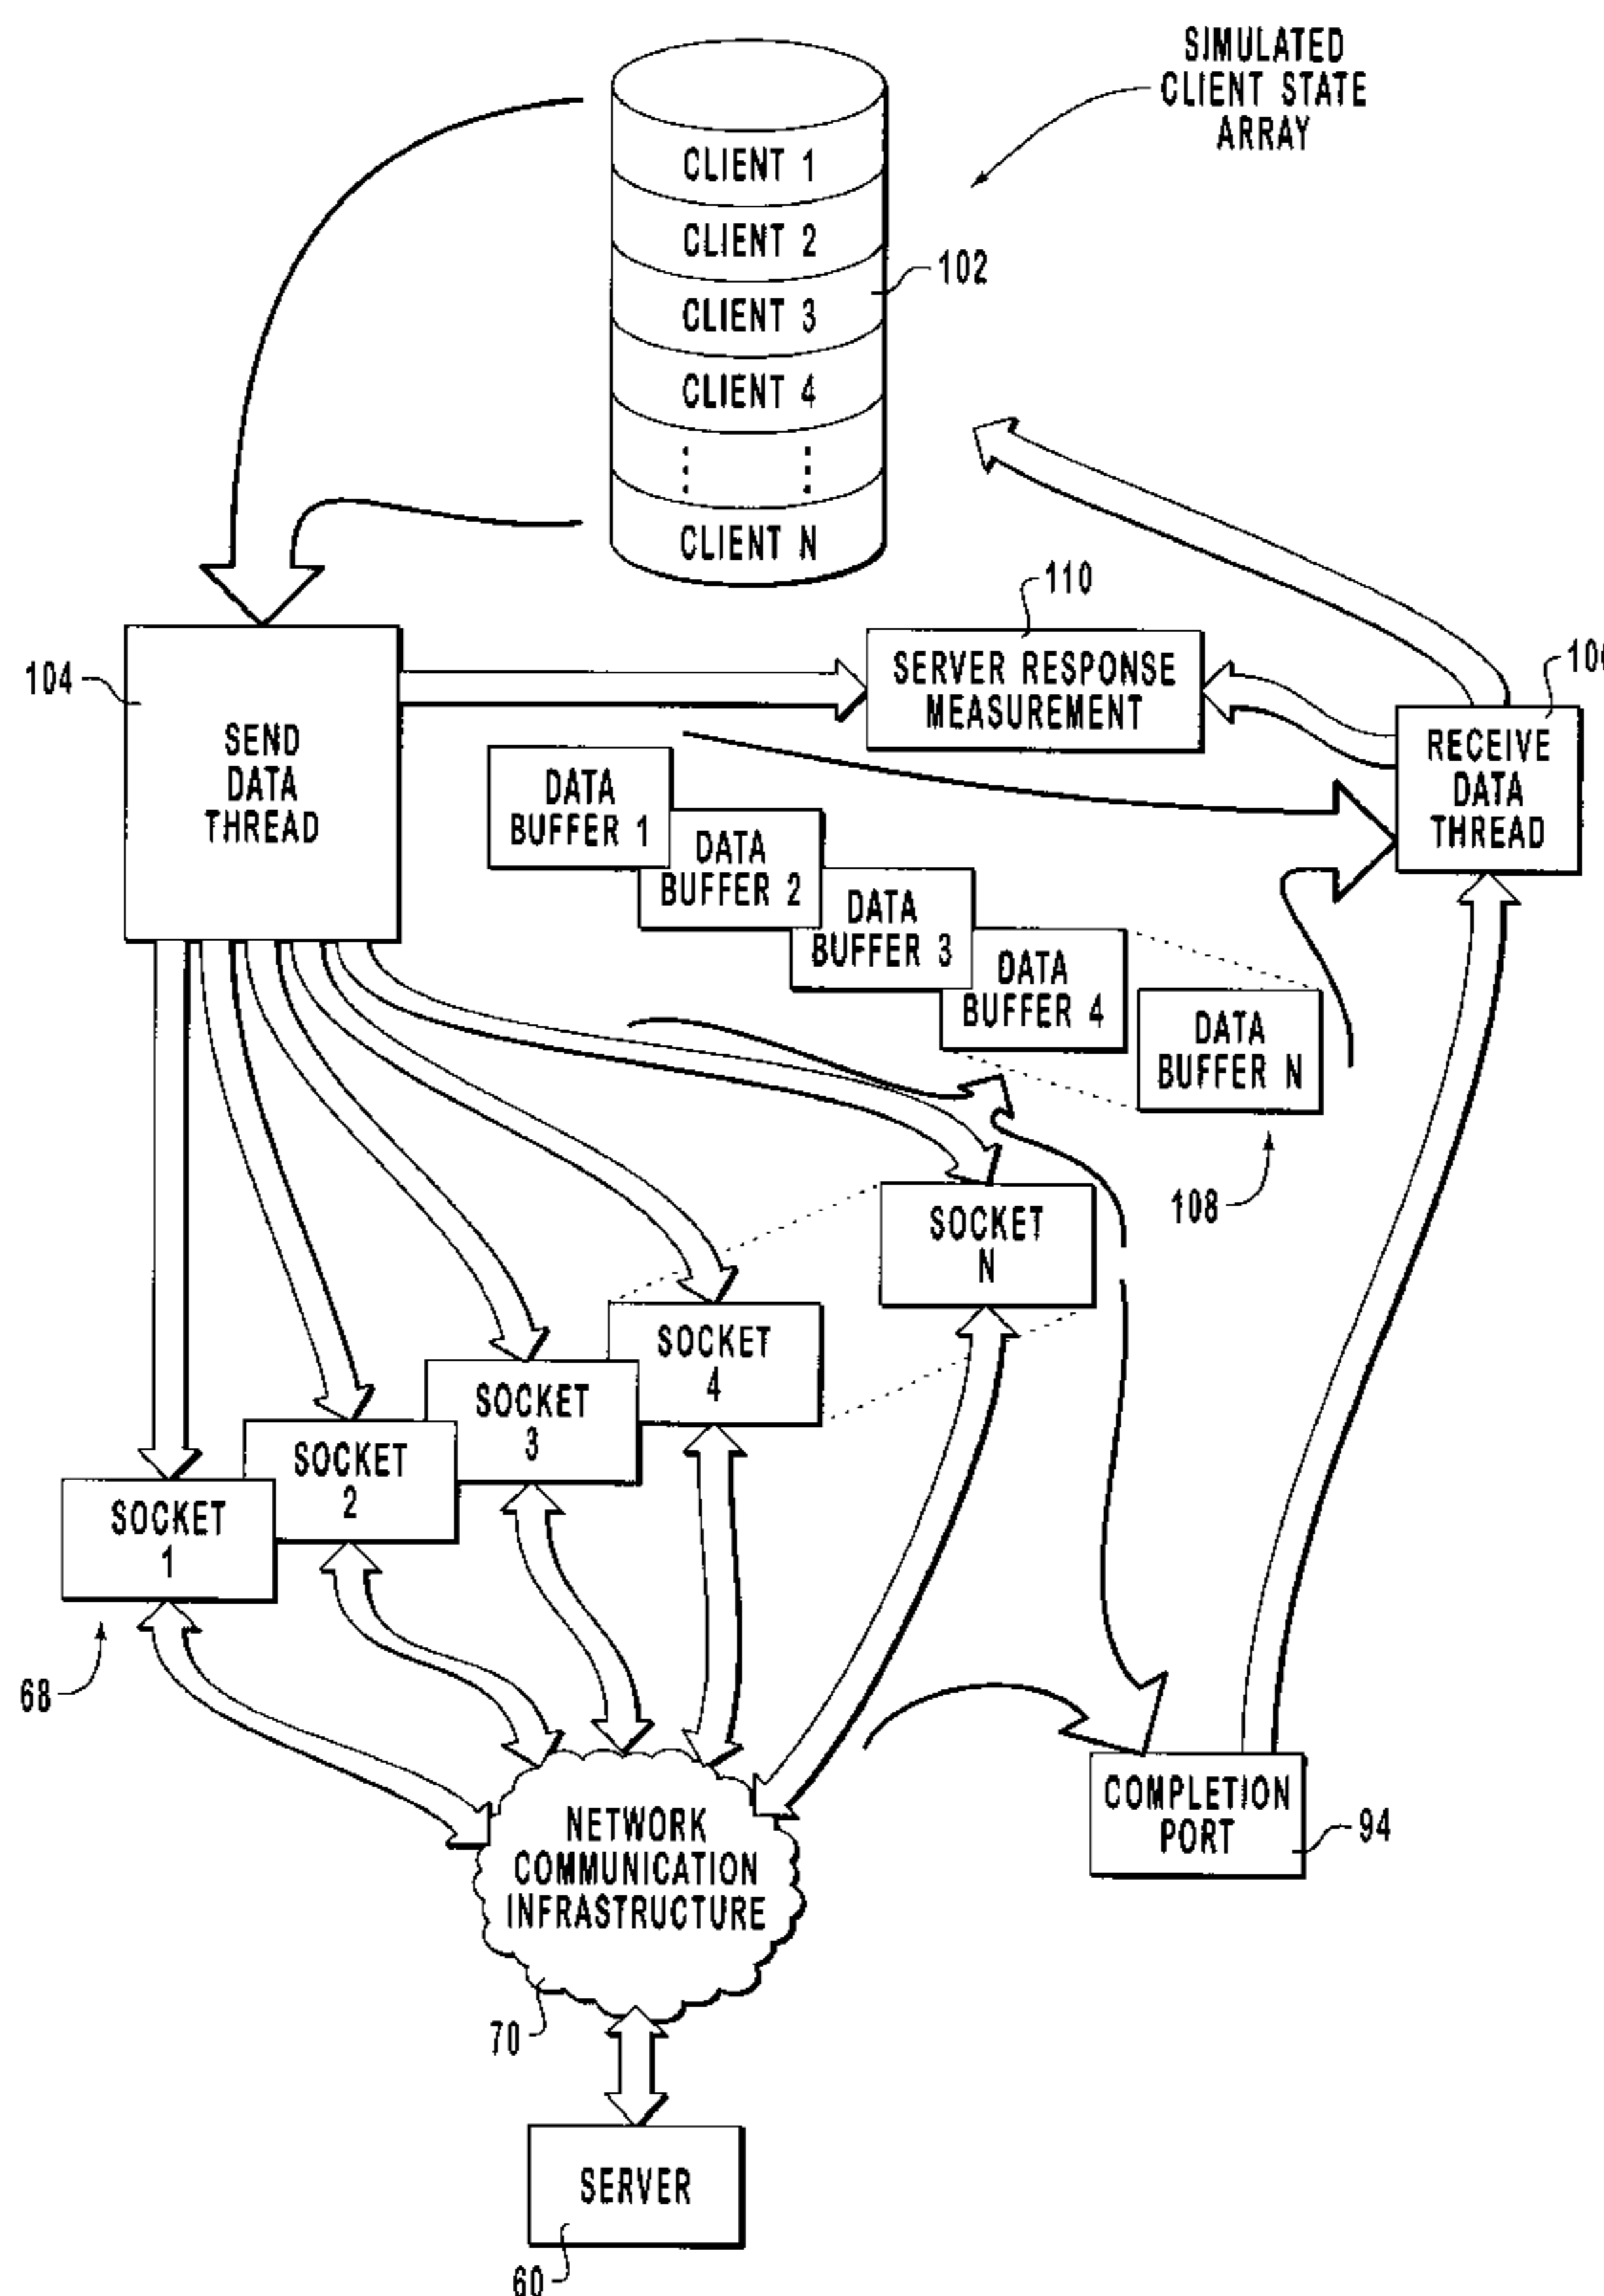 SIMULATED
CLIENT STATE
ARRAY
CLIENT 1
CLIENT 2
102
CLIENT 3
CLIENT 4
CLIENT N
110
104
SERVER RESPONSE
MEASUREMENT
SEND
DATA
THREAD
RECEIVE
DATA
THREAD
DATA
BUFFER 1
DATA
BUFFER 2
DATA
BUFFER 3
DATA
BUFFER 4
DATA
BUFFER N
108
SOCKET
N
SOCKET
4
SOCKET
3
SOCKET
2
SOCKET
1
68
COMPLETION
PORT
94
NETWORK
COMMUNICATION
INFRASTRUCTURE
70
SERVER
60